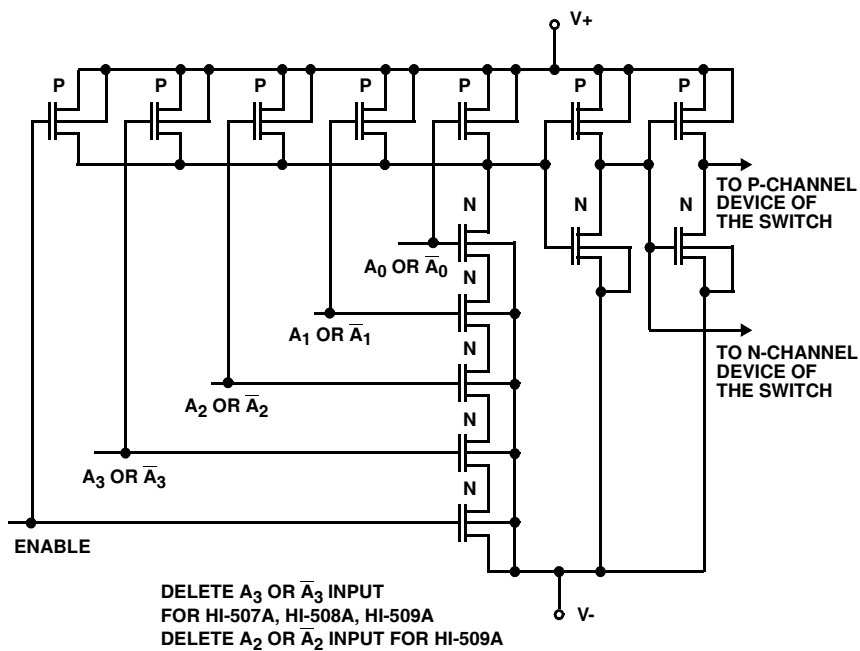 V+
P
P
P
P
P
P
P
TO P-CHANNEL
DEVICE OF
THE SWITCH
N
N
N
A0 OR A̅0
N
A1 OR A̅1
TO N-CHANNEL
DEVICE OF
THE SWITCH
N
A2 OR A̅2
N
A3 OR A̅3
N
ENABLE
DELETE A3 OR A̅3 INPUT
FOR HI-507A, HI-508A, HI-509A
DELETE A2 OR A̅2 INPUT FOR HI-509A
V-